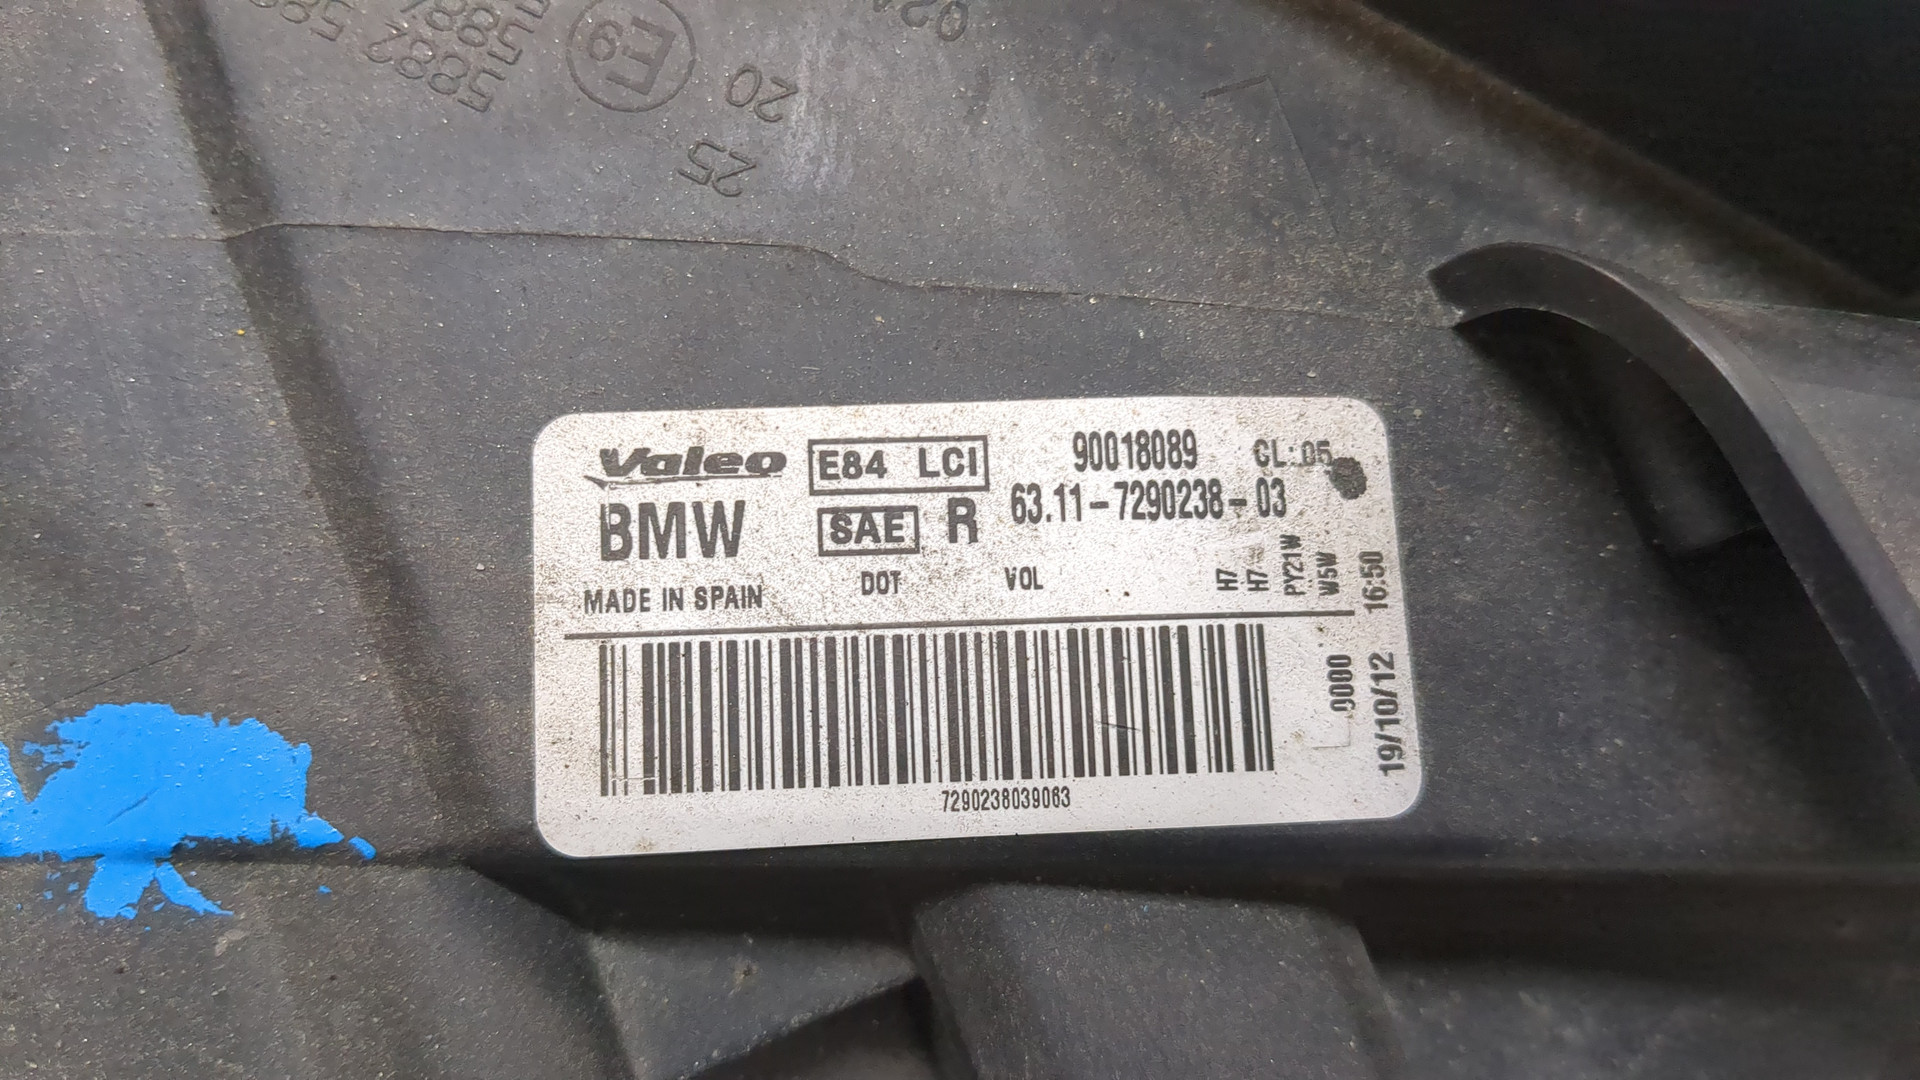 5882
20
25
E9
Valeo E84 LCI 90018089 CL:05
BMW SAE R 63.11-7290238-03
MADE IN SPAIN DOT VOL
H7
H7
PY21W
W5W
16:50
0000
19/10/12
7290238039063